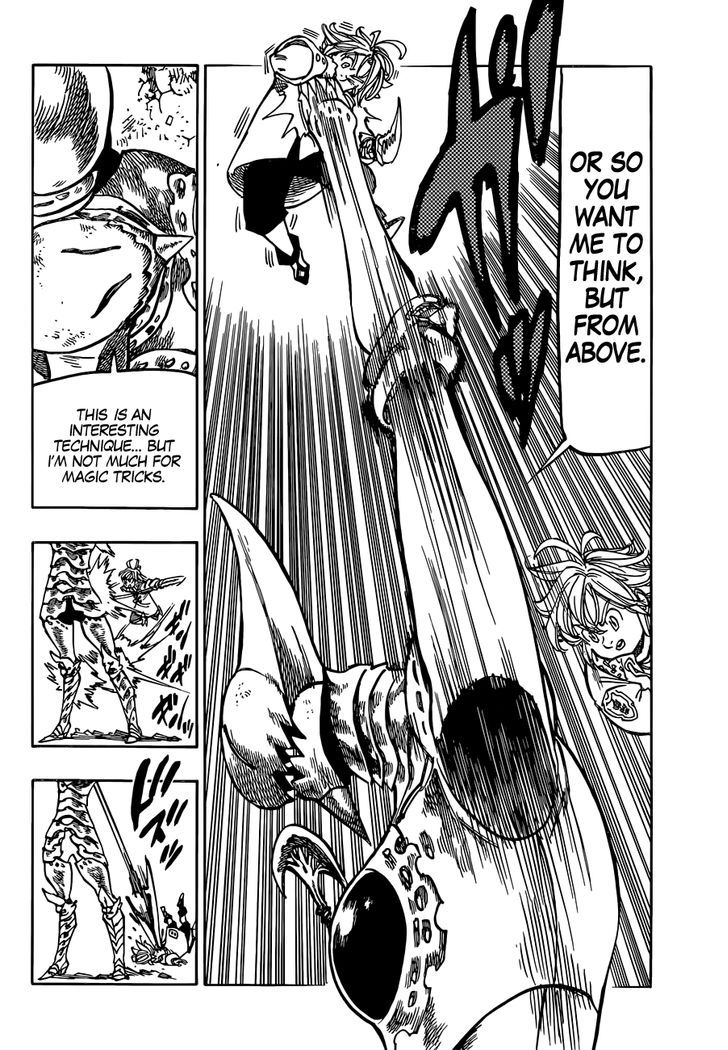 OR SO
YOU
WANT
ME TO
THINK,
BUT
FROM
ABOVE.
THIS IS AN
INTERESTING
TECHNIQUE... BUT
I'M NOT MUCH FOR
MAGIC TRICKS.